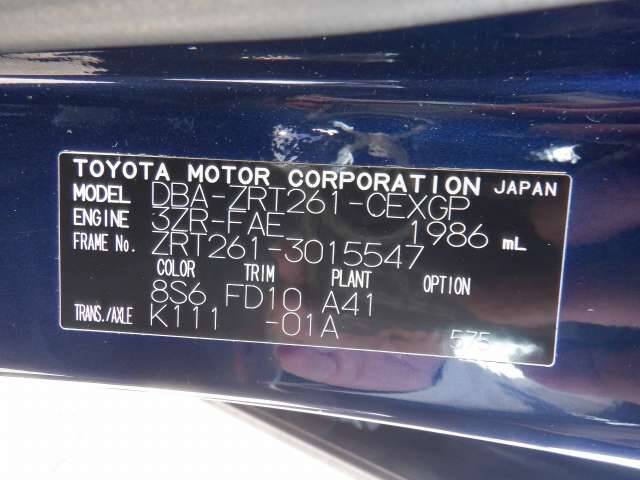 TOYOTA MOTOR CORPORATION JAPAN
MODEL DBA-ZRT261-CEXGP
ENGINE 3ZR-FAE 1986 mL
FRAME No. ZRT261-3015547
COLOR TRIM PLANT OPTION
8S6 FD10 A41
TRANS./AXLE K111 -01A 575